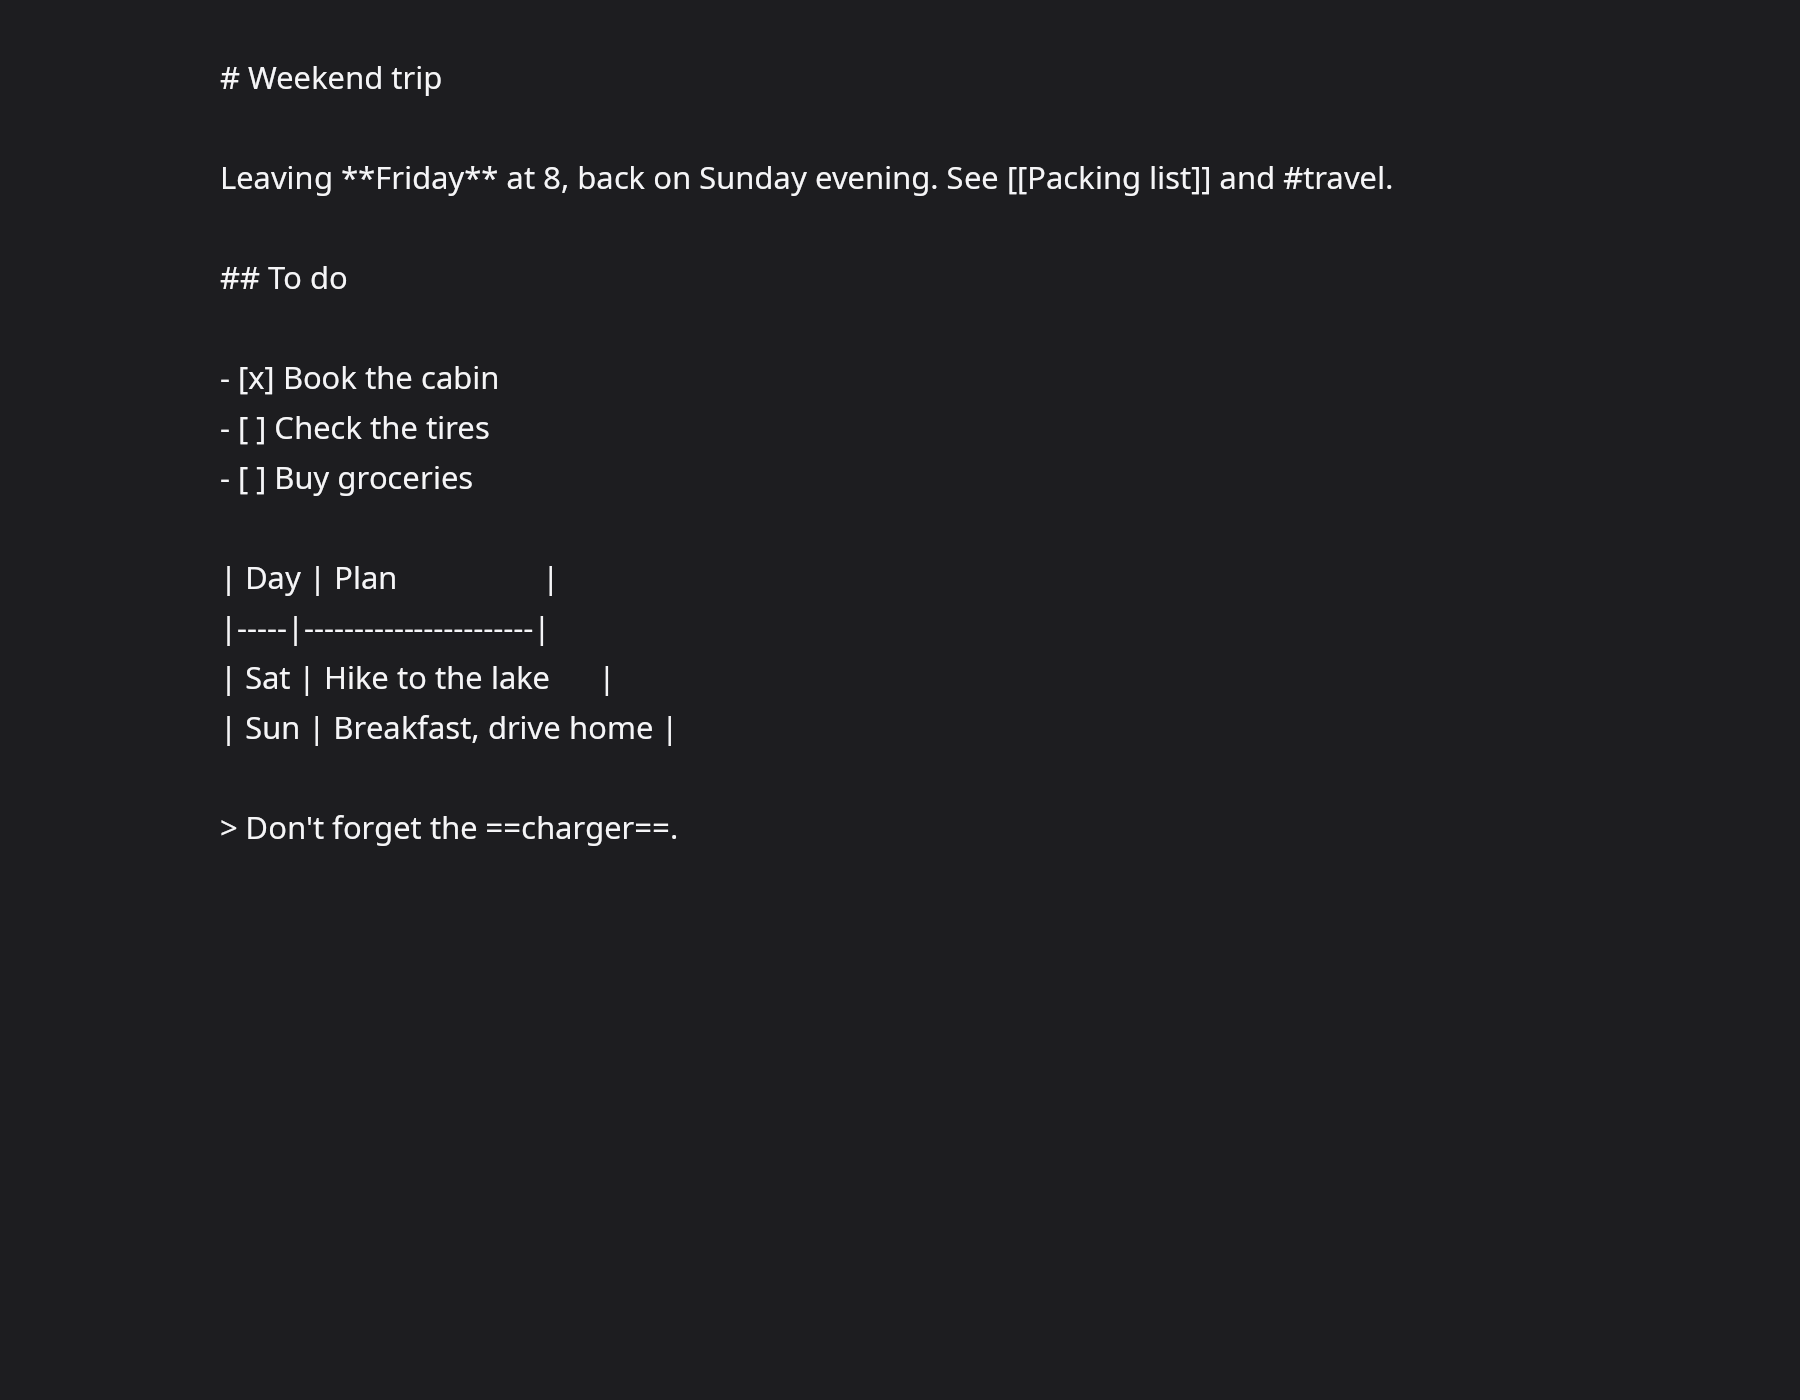 # Weekend trip
Leaving **Friday** at 8, back on Sunday evening. See [[Packing list]] and #travel.
## To do
- [x] Book the cabin
- [ ] Check the tires
- [ ] Buy groceries
| Day | Plan                  |
|-----|-----------------------|
| Sat | Hike to the lake      |
| Sun | Breakfast, drive home |
> Don't forget the ==charger==.